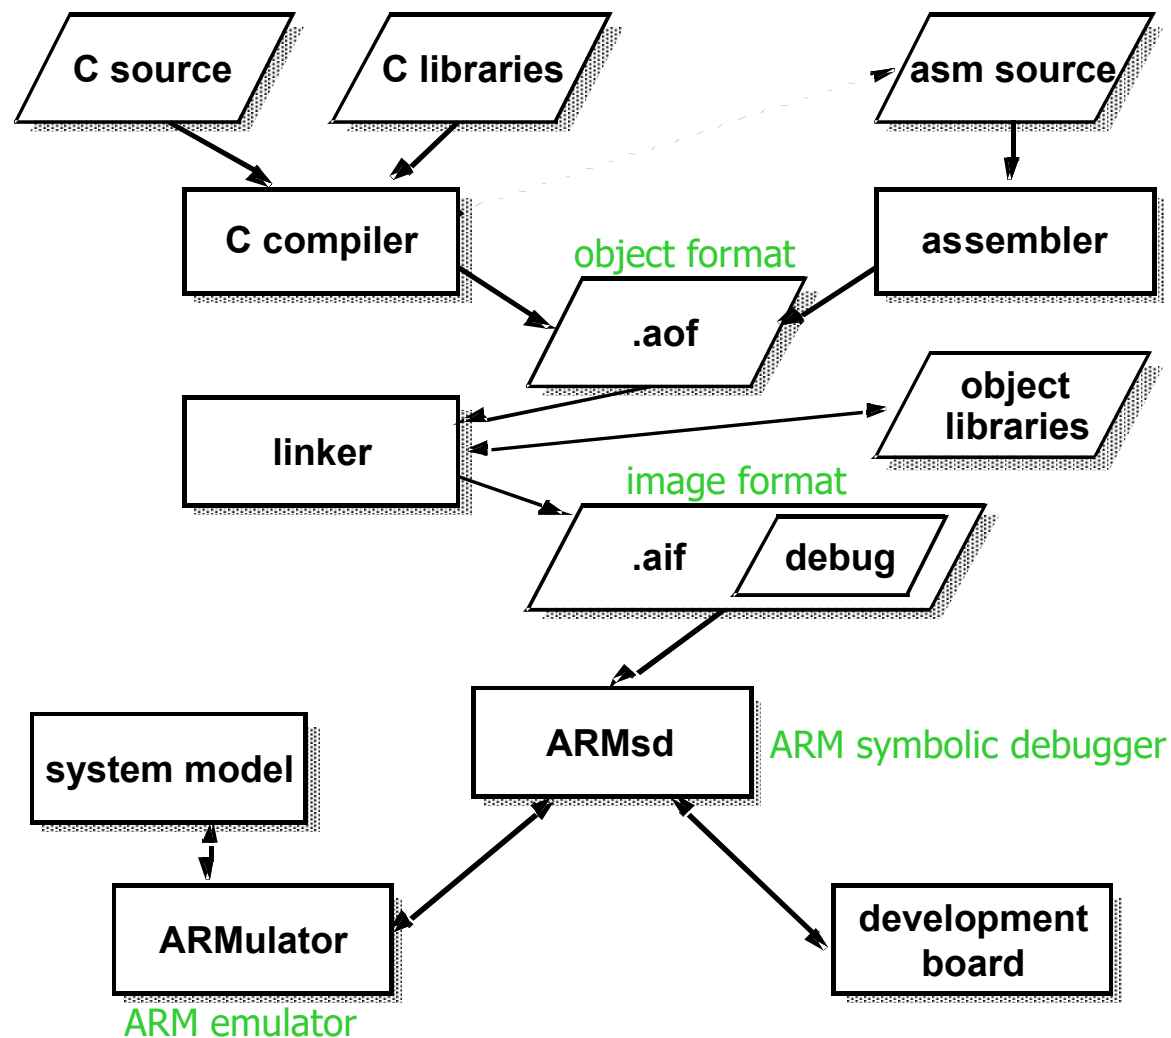 C source
C libraries
asm source
C compiler
assembler
object format
.aof
object
libraries
linker
image format
.aif
debug
ARMsd
ARM symbolic debugger
system model
ARMulator
development
board
ARM emulator